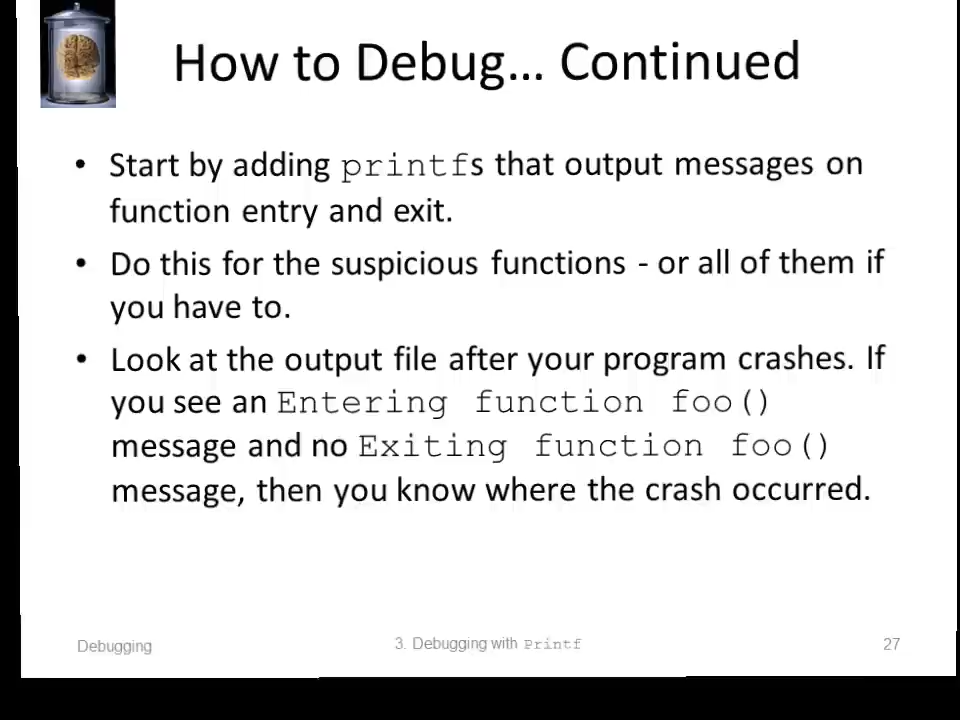 How to Debug… Continued
• Start by adding printfs that output messages on
function entry and exit.
• Do this for the suspicious functions - or all of them if
you have to.
• Look at the output file after your program crashes. If
you see an Entering function foo()
message and no Exiting function foo()
message, then you know where the crash occurred.
Debugging
3. Debugging with Printf
27